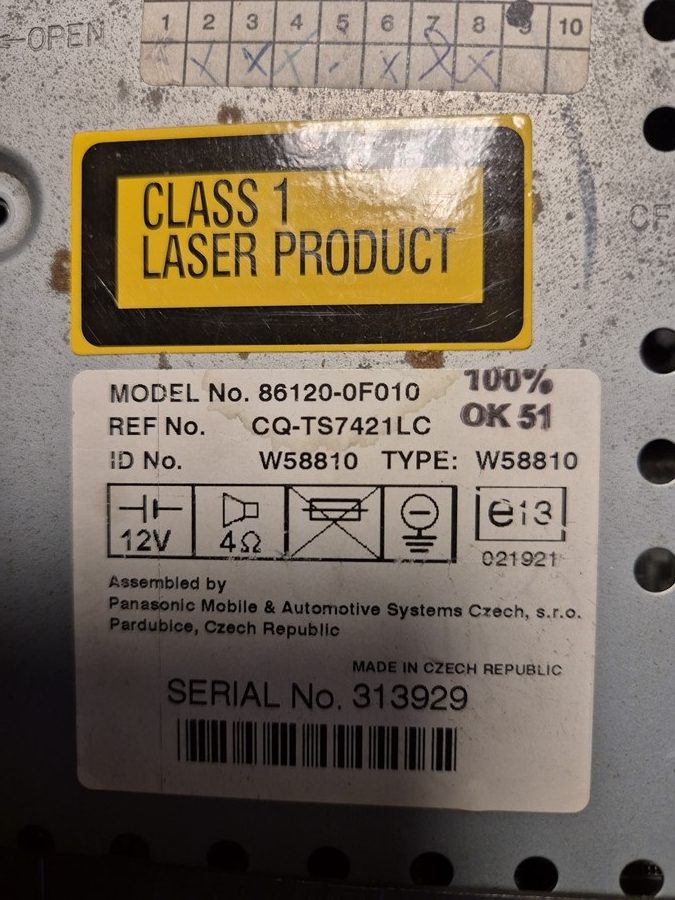 1 2 3 4 5 6 7 8 9 10
←OPEN
CLASS 1
LASER PRODUCT
MODEL No. 86120-0F010
100%
OK 51
REF No. CQ-TS7421LC
ID No. W58810 TYPE: W58810
12V
4Ω
e13
021921
Assembled by
Panasonic Mobile & Automotive Systems Czech, s.r.o.
Pardubice, Czech Republic
MADE IN CZECH REPUBLIC
SERIAL No. 313929